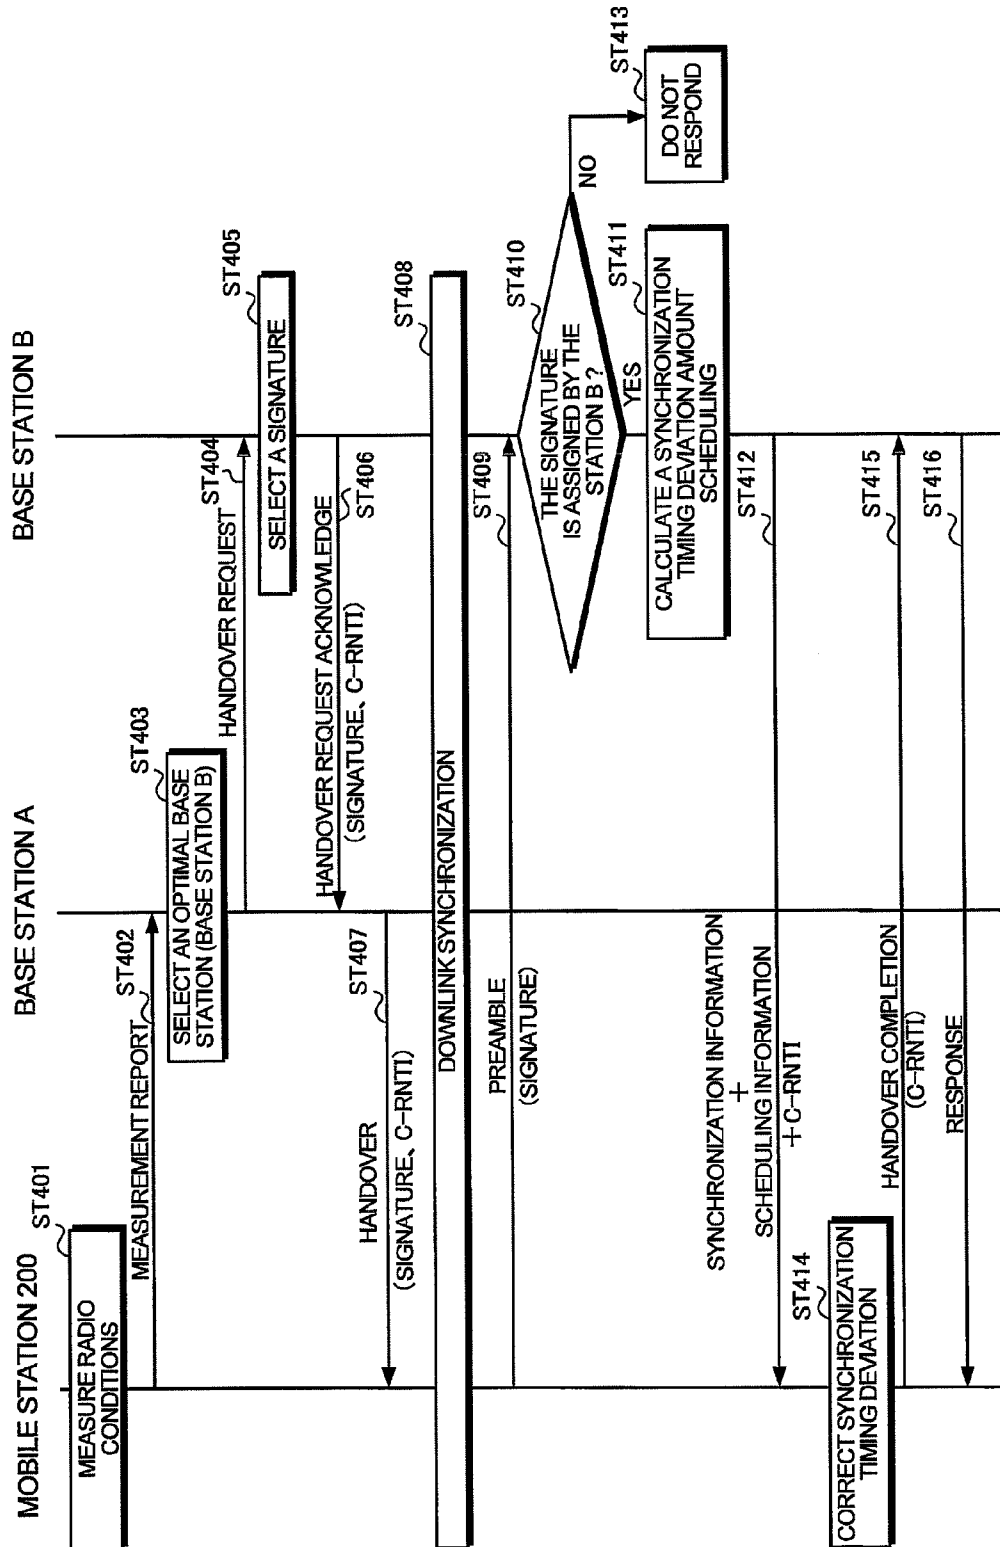 MOBILE STATION 200
BASE STATION A
BASE STATION B
ST401
MEASURE RADIO
CONDITIONS
MEASUREMENT REPORT
ST402
ST403
SELECT AN OPTIMAL BASE
STATION (BASE STATION B)
HANDOVER REQUEST
ST404
ST405
SELECT A SIGNATURE
HANDOVER REQUEST ACKNOWLEDGE
(SIGNATURE、C-RNTI)
ST406
HANDOVER
(SIGNATURE、C-RNTI)
ST407
ST408
DOWNLINK SYNCHRONIZATION
PREAMBLE
(SIGNATURE)
ST409
ST410
THE SIGNATURE
IS ASSIGNED BY THE
STATION B ?
NO
ST413
DO NOT
RESPOND
YES
ST411
CALCULATE A SYNCHRONIZATION
TIMING DEVIATION AMOUNT
SCHEDULING
SYNCHRONIZATION INFORMATION
+
SCHEDULING INFORMATION
+C-RNTI
ST412
ST414
CORRECT SYNCHRONIZATION
TIMING DEVIATION
HANDOVER COMPLETION
(C-RNTI)
ST415
RESPONSE
ST416